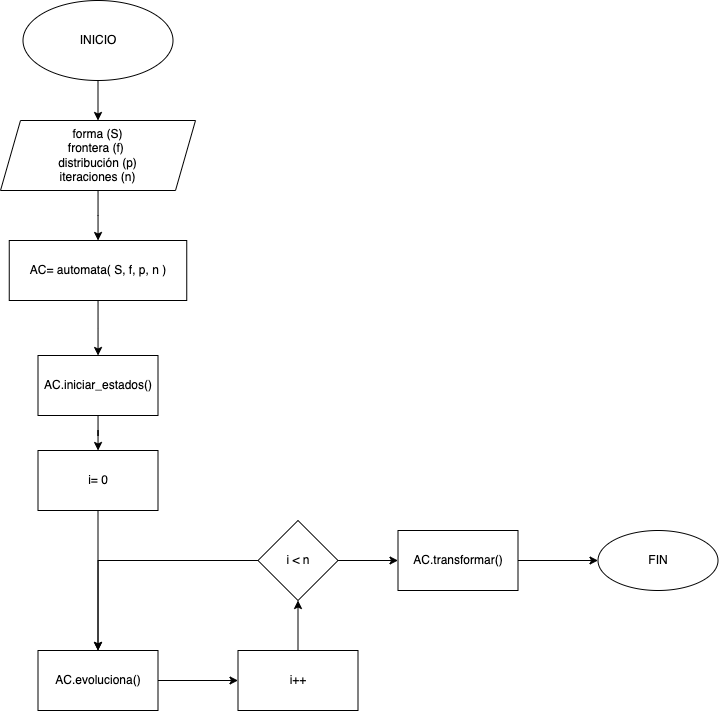 INICIO
forma (S)
frontera (f)
distribución (p)
iteraciones (n)
AC= automata( S, f, p, n )
AC.iniciar_estados()
i= 0
i < n
AC.transformar()
FIN
AC.evoluciona()
i++